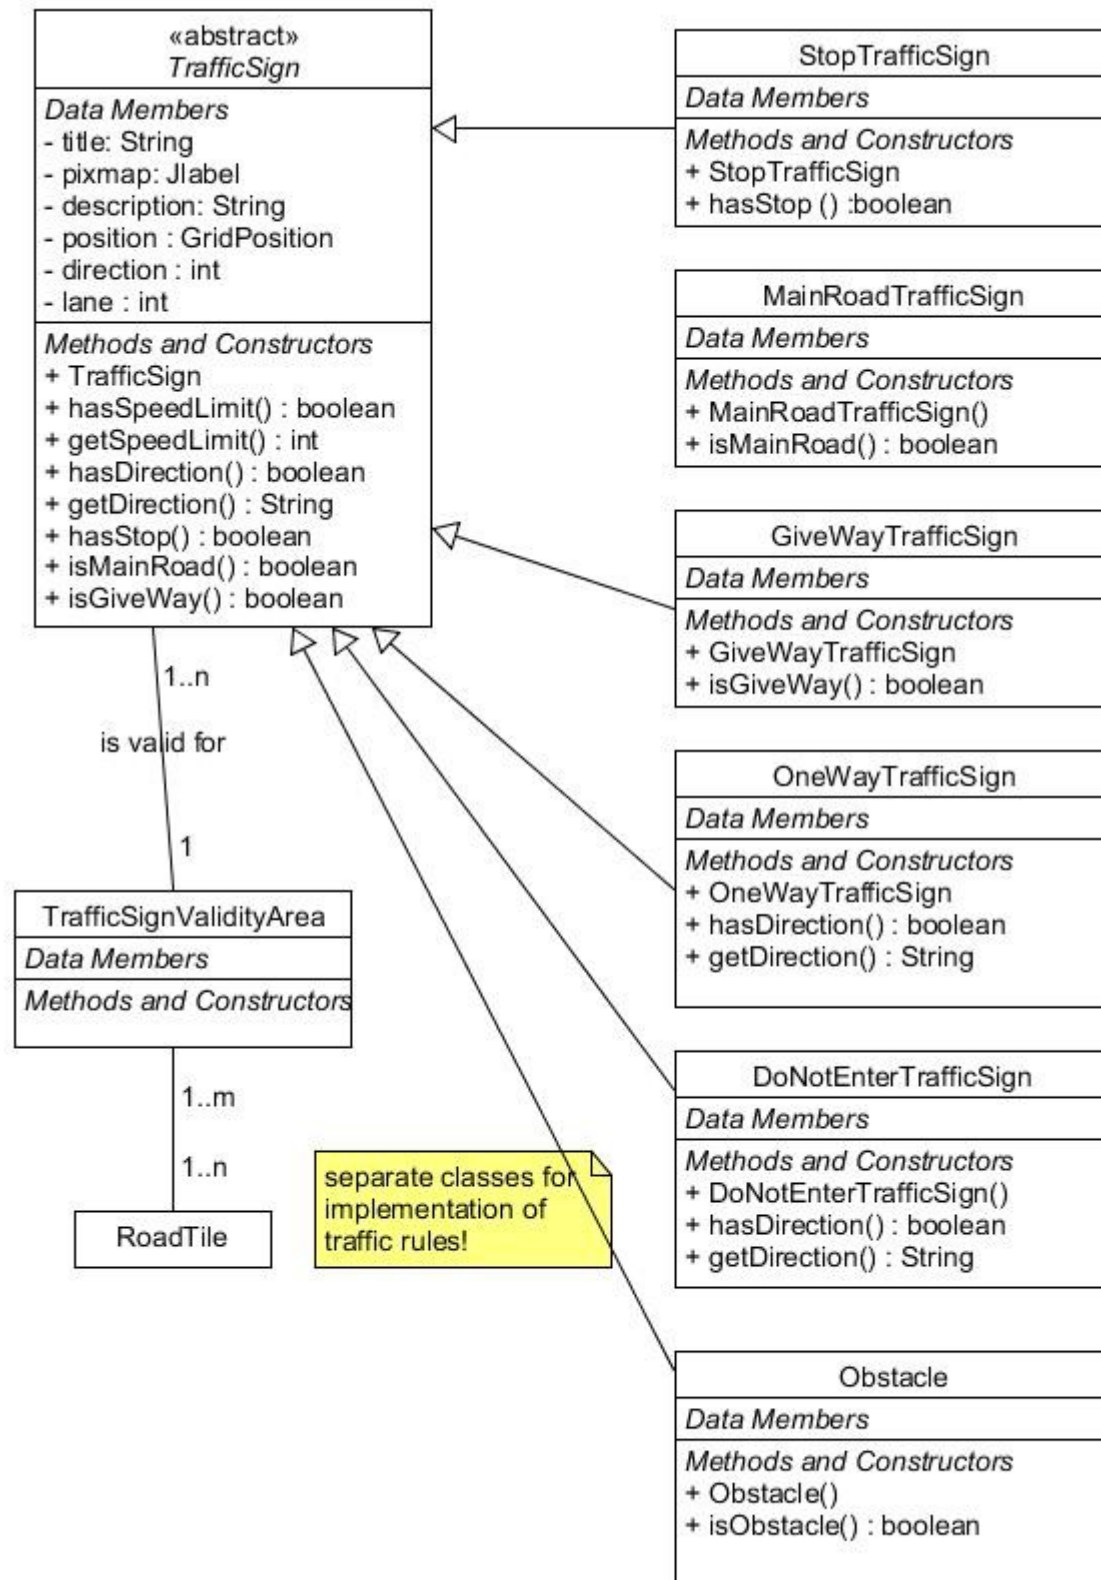 «abstract»
TrafficSign
Data Members
- title: String
- pixmap: Jlabel
- description: String
- position : GridPosition
- direction : int
- lane : int
Methods and Constructors
+ TrafficSign
+ hasSpeedLimit() : boolean
+ getSpeedLimit() : int
+ hasDirection() : boolean
+ getDirection() : String
+ hasStop() : boolean
+ isMainRoad() : boolean
+ isGiveWay() : boolean
1..n
is valid for
1
TrafficSignValidityArea
Data Members
Methods and Constructors
1..m
1..n
RoadTile
separate classes for
implementation of
traffic rules!
StopTrafficSign
Data Members
Methods and Constructors
+ StopTrafficSign
+ hasStop () :boolean
MainRoadTrafficSign
Data Members
Methods and Constructors
+ MainRoadTrafficSign()
+ isMainRoad() : boolean
GiveWayTrafficSign
Data Members
Methods and Constructors
+ GiveWayTrafficSign
+ isGiveWay() : boolean
OneWayTrafficSign
Data Members
Methods and Constructors
+ OneWayTrafficSign
+ hasDirection() : boolean
+ getDirection() : String
DoNotEnterTrafficSign
Data Members
Methods and Constructors
+ DoNotEnterTrafficSign()
+ hasDirection() : boolean
+ getDirection() : String
Obstacle
Data Members
Methods and Constructors
+ Obstacle()
+ isObstacle() : boolean